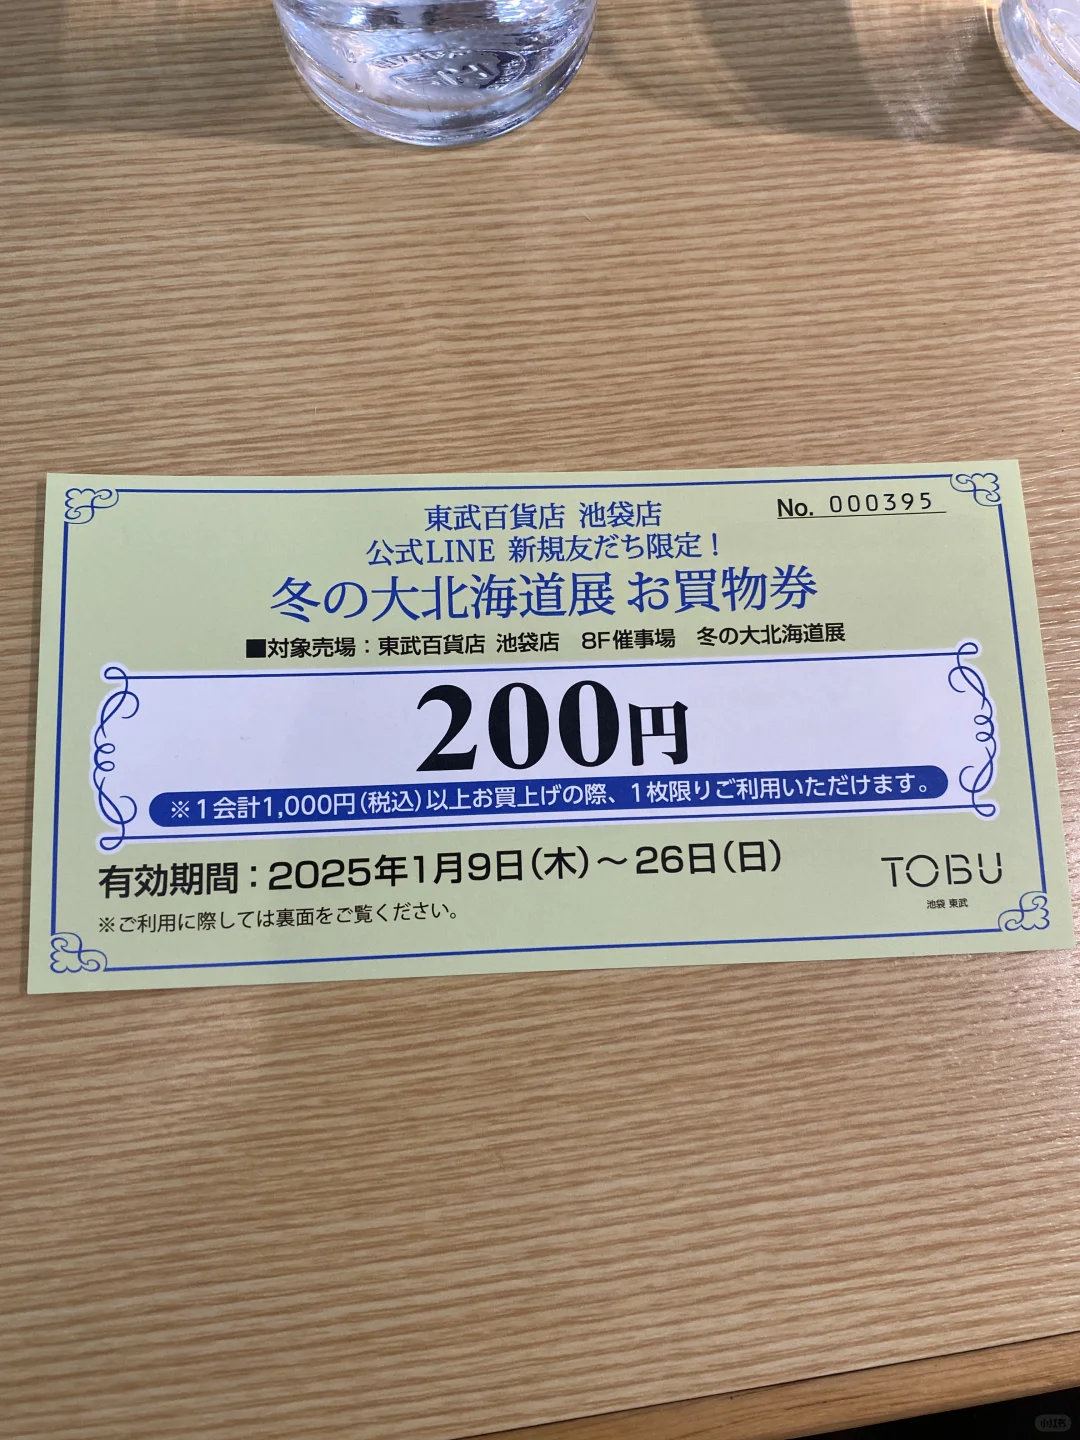 No. 000395
東武百貨店 池袋店
公式LINE 新規友だち限定！
冬の大北海道展 お買物券
■対象売場：東武百貨店 池袋店 8F催事場 冬の大北海道展
200円
※1会計1,000円(税込)以上お買上げの際、1枚限りご利用いただけます。
有効期間：2025年1月9日(木)～26日(日)
※ご利用に際しては裏面をご覧ください。
TOBU
池袋 東武
小红书